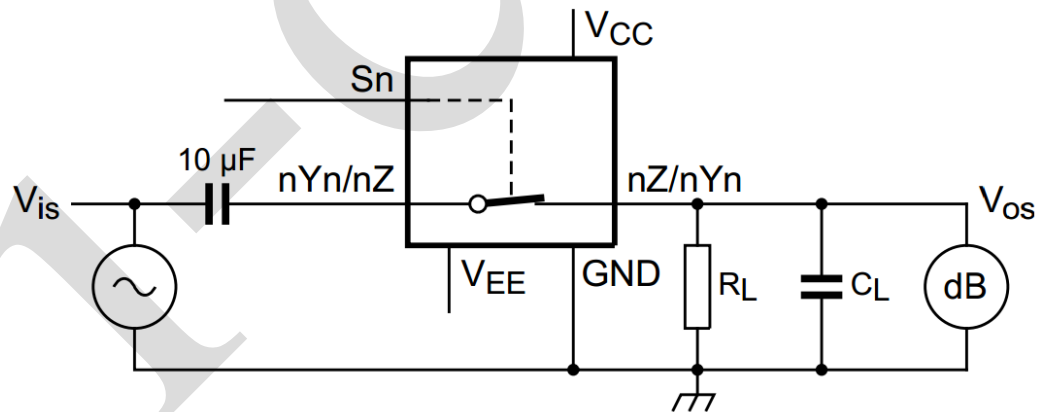 VCC
Sn
10 µF
nYn/nZ
nZ/nYn
Vis
Vos
VEE
GND
RL
CL
dB